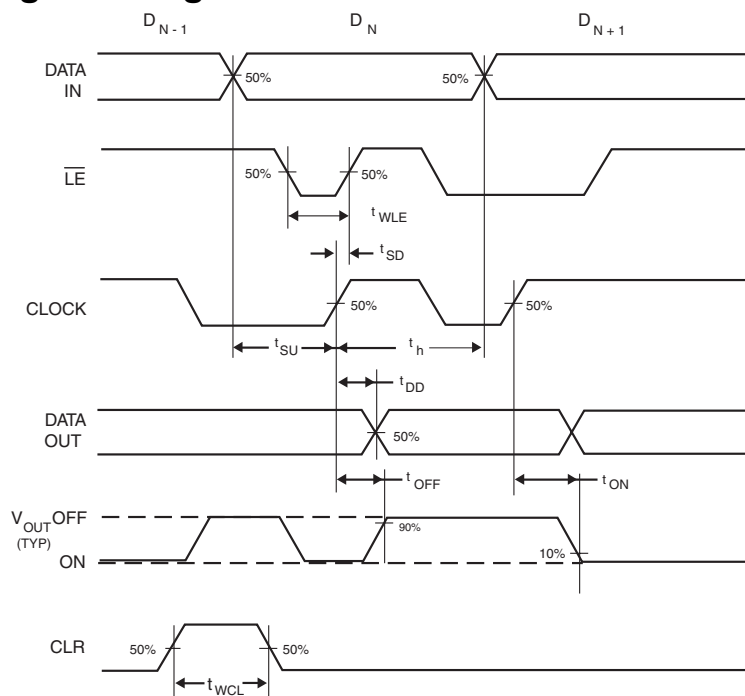 D N - 1 D N D N + 1
DATA IN
50% 50%
LE
50% 50%
t WLE
t SD
CLOCK
50% 50%
t SU t h
t DD
DATA OUT
50%
t OFF t ON
V OUT OFF
(TYP)
90%
10%
ON
CLR
50% 50%
t WCL